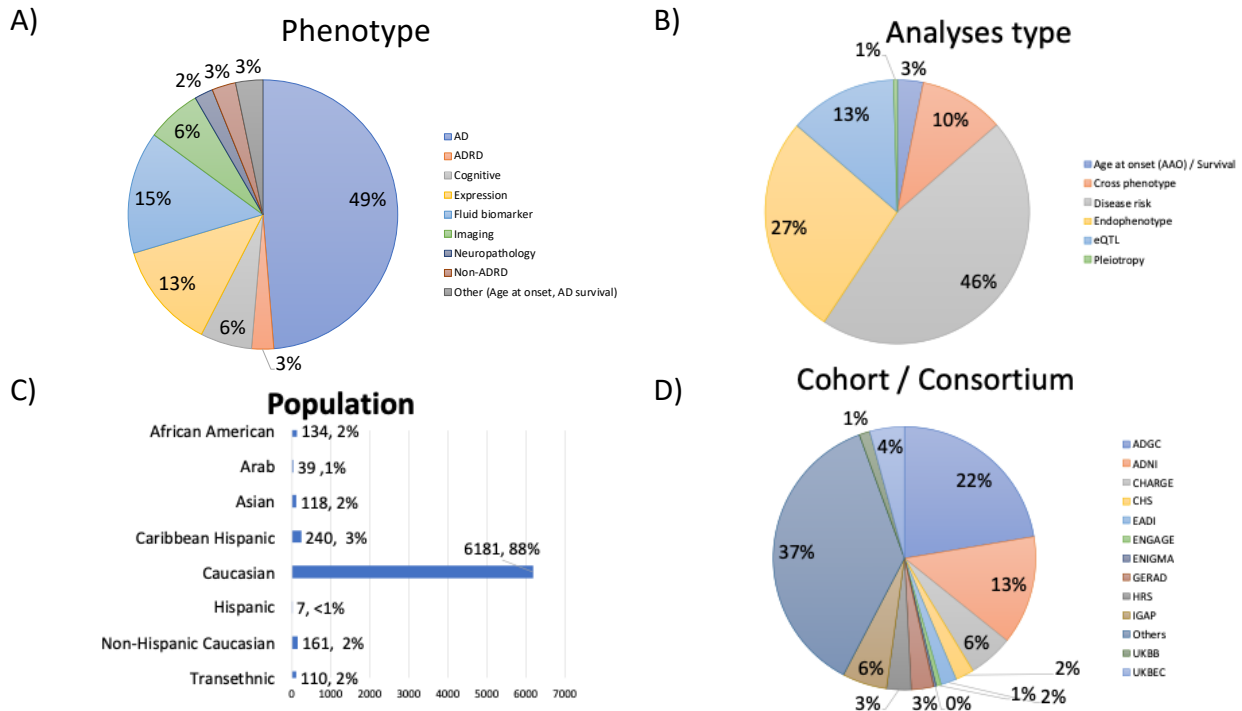 A)
Phenotype
2%
3%
3%
6%
15%
49%
13%
6%
3%
AD
ADRD
Cognitive
Expression
Fluid biomarker
Imaging
Neuropathology
Non-ADRD
Other (Age at onset, AD survival)
B)
Analyses type
1%
3%
13%
10%
27%
46%
Age at onset (AAO) / Survival
Cross phenotype
Disease risk
Endophenotype
eQTL
Pleiotropy
C)
Population
African American 134, 2%
Arab 39 ,1%
Asian 118, 2%
Caribbean Hispanic 240, 3%
Caucasian 6181, 88%
Hispanic 7, <1%
Non-Hispanic Caucasian 161, 2%
Transethnic 110, 2%
0 1000 2000 3000 4000 5000 6000 7000
D)
Cohort / Consortium
1%
4%
22%
37%
13%
6%
6%
2%
3%
3%
0%
1%
2%
ADGC
ADNI
CHARGE
CHS
EADI
ENGAGE
ENIGMA
GERAD
HRS
IGAP
Others
UKBB
UKBEC